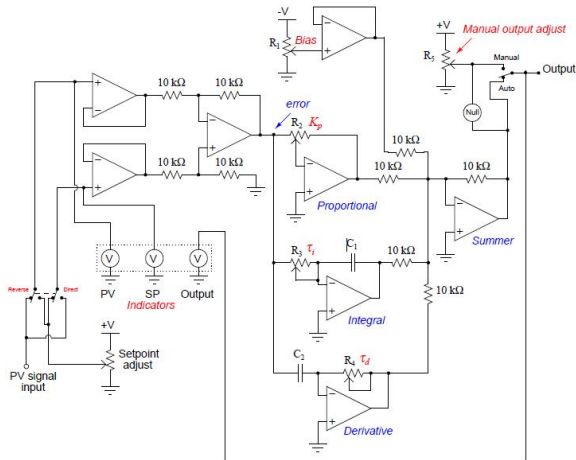 -V
R1 Bias
+V
Manual output adjust
R5
Manual
Output
Auto
Null
10 kΩ 10 kΩ
error
R2 Kp
10 kΩ
10 kΩ 10 kΩ
10 kΩ 10 kΩ
Proportional
Summer
V V V
PV SP Output
Indicators
R3 τi C1 10 kΩ
10 kΩ
Integral
Reverse Direct
+V
Setpoint adjust
PV signal input
C2 R4 τd
Derivative